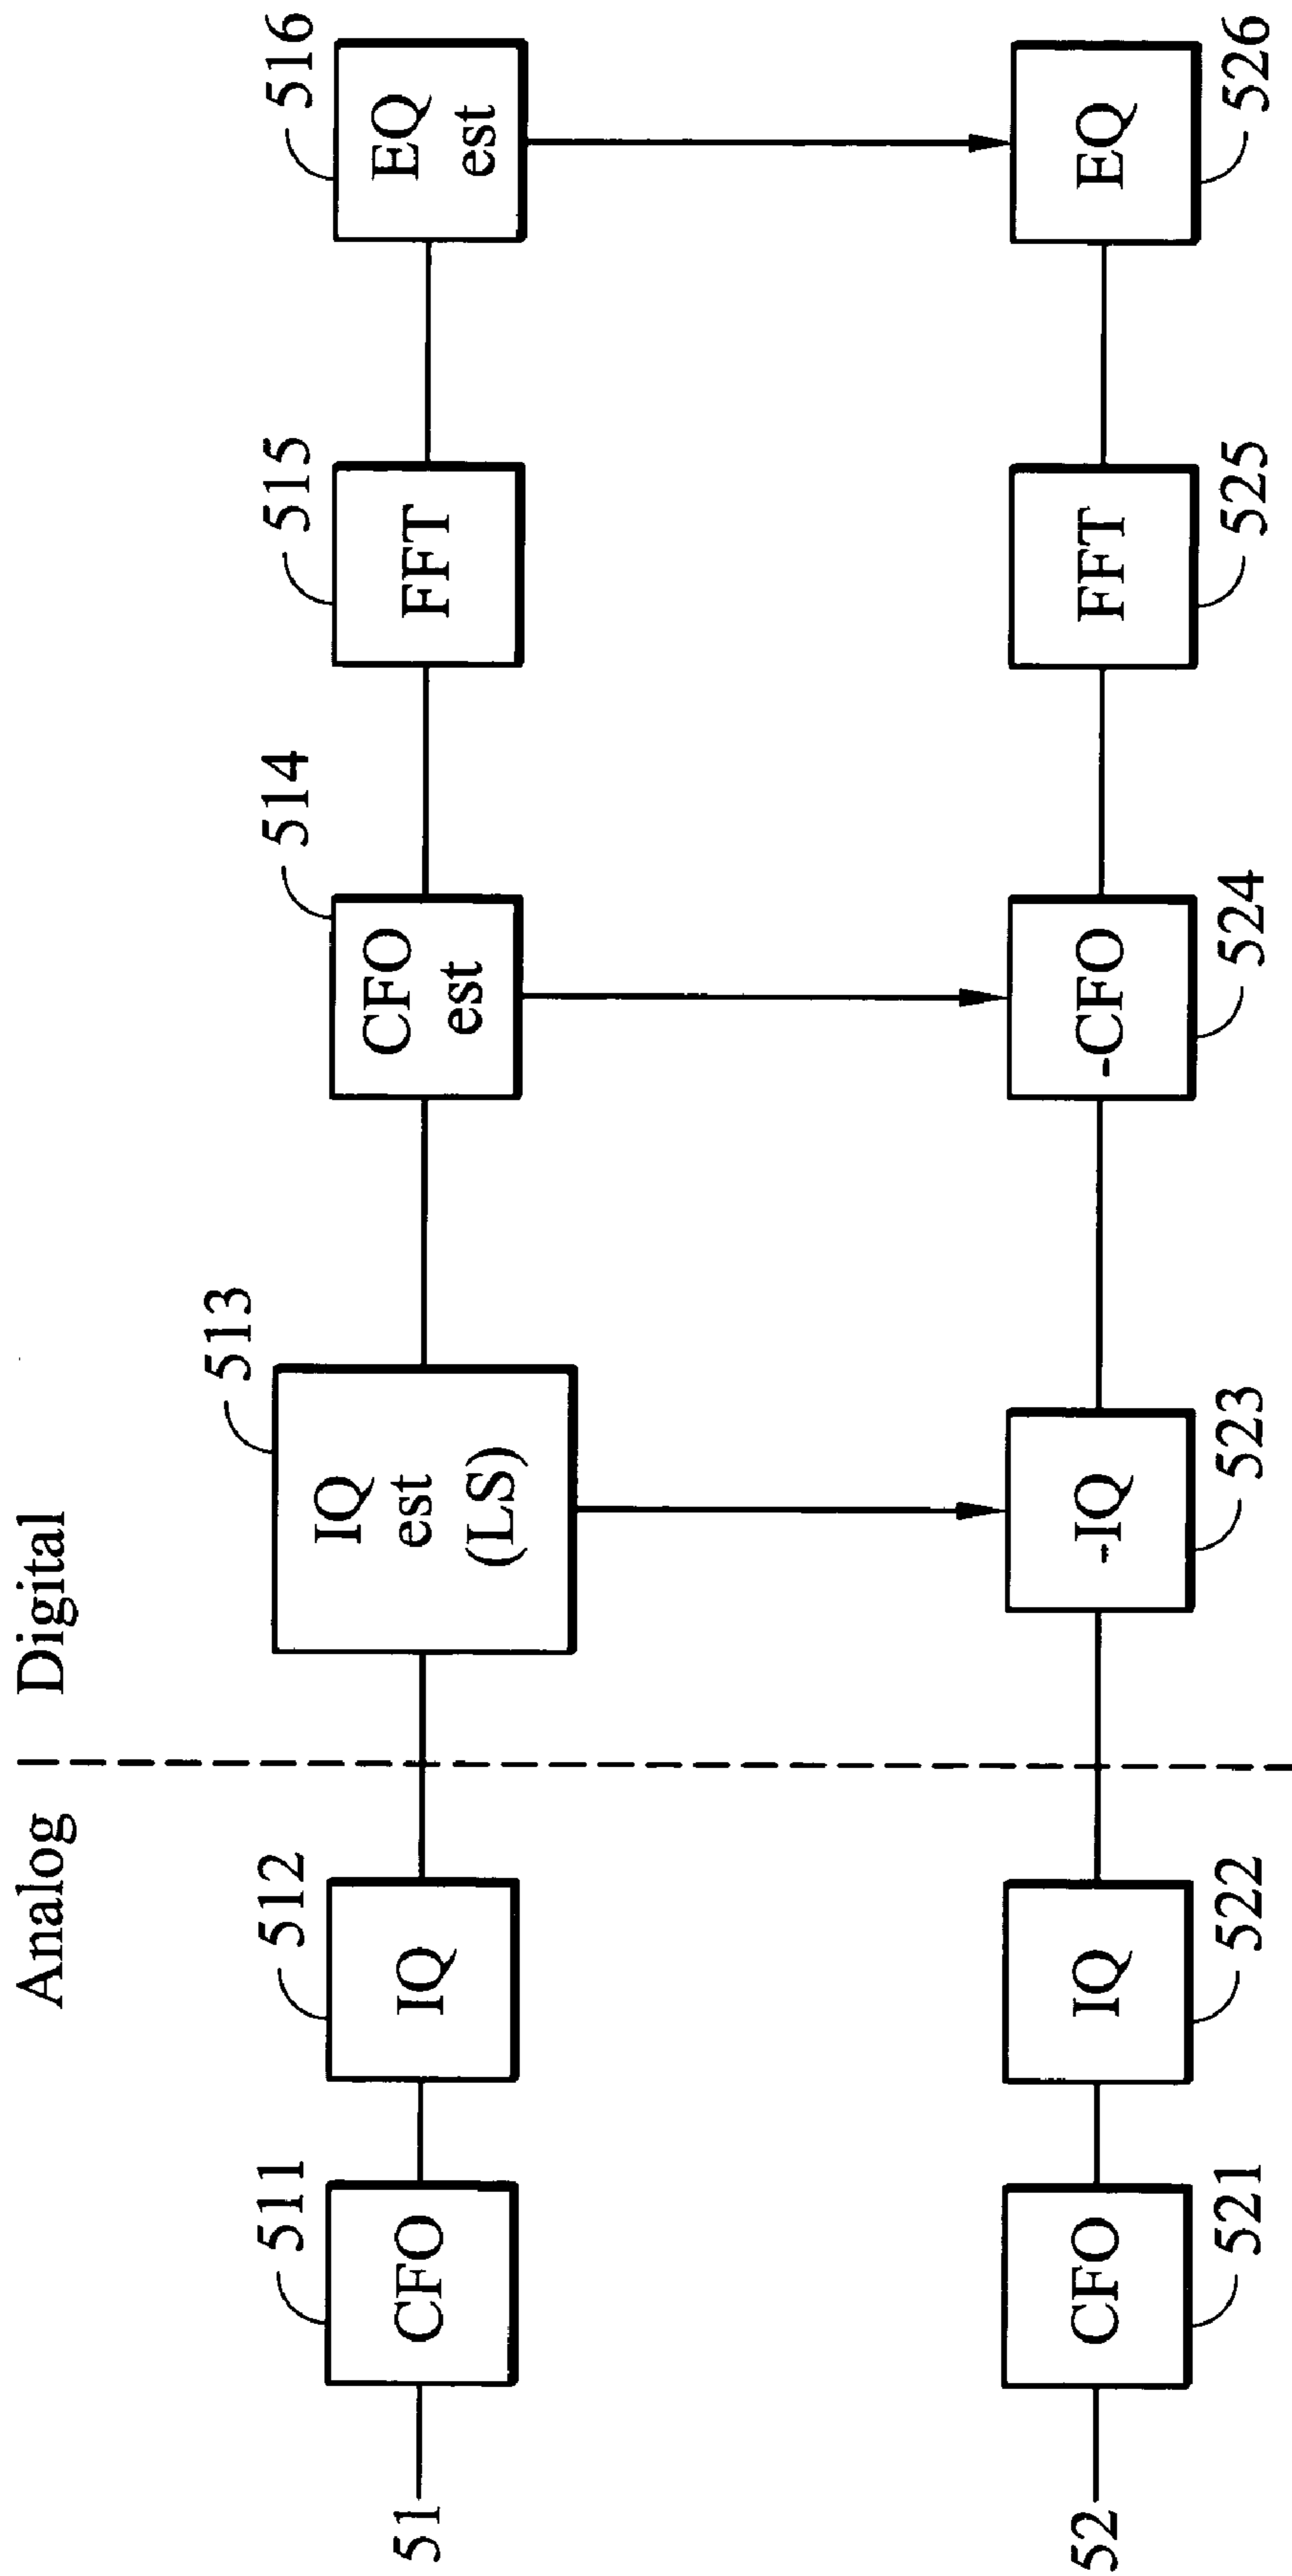 Analog
Digital
511
512
513
514
515
516
51
CFO
IQ
IQ
est
(LS)
CFO
est
FFT
EQ
est
52
CFO
IQ
-IQ
-CFO
FFT
EQ
521
522
523
524
525
526